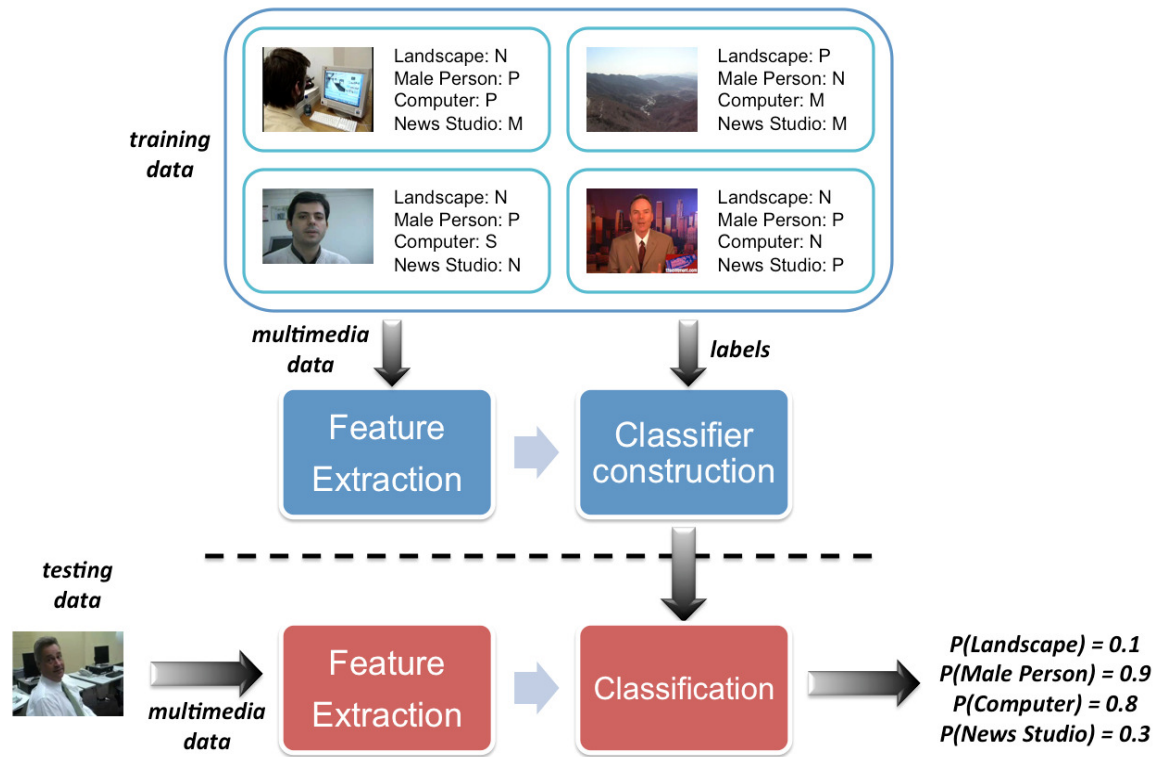 training
data
Landscape: N
Male Person: P
Computer: P
News Studio: M
Landscape: P
Male Person: N
Computer: M
News Studio: M
Landscape: N
Male Person: P
Computer: S
News Studio: N
Landscape: N
Male Person: P
Computer: N
News Studio: P
multimedia
data
labels
Feature
Extraction
Classifier
construction
testing
data
multimedia
data
Feature
Extraction
Classification
P(Landscape) = 0.1
P(Male Person) = 0.9
P(Computer) = 0.8
P(News Studio) = 0.3